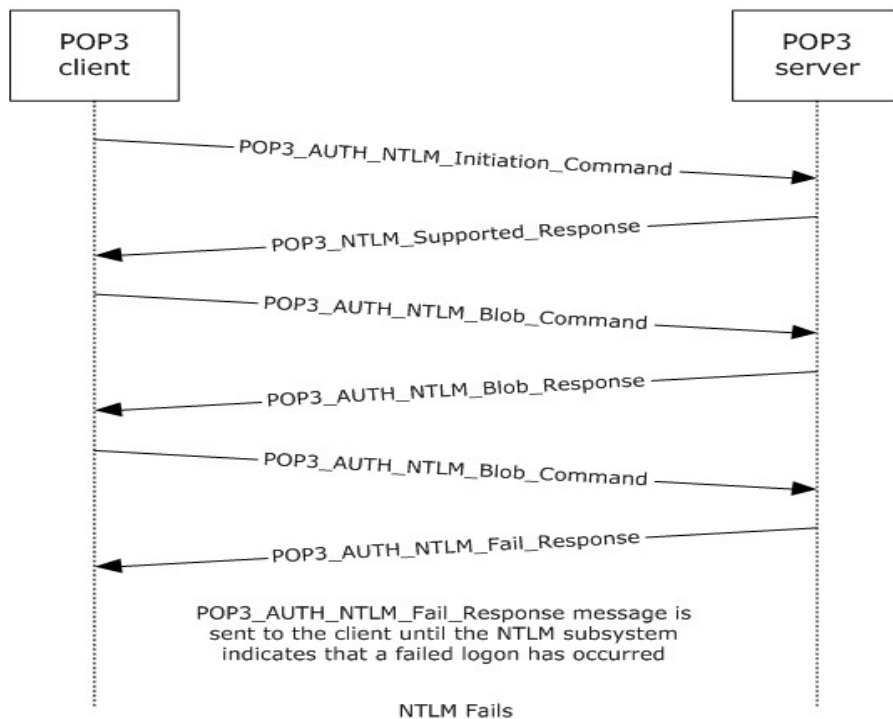 POP3
client
POP3
server
POP3_AUTH_NTLM_Initiation_Command
POP3_NTLM_Supported_Response
POP3_AUTH_NTLM_Blob_Command
POP3_AUTH_NTLM_Blob_Response
POP3_AUTH_NTLM_Blob_Command
POP3_AUTH_NTLM_Fail_Response
POP3_AUTH_NTLM_Fail_Response message is
sent to the client until the NTLM subsystem
indicates that a failed logon has occurred
NTLM Fails